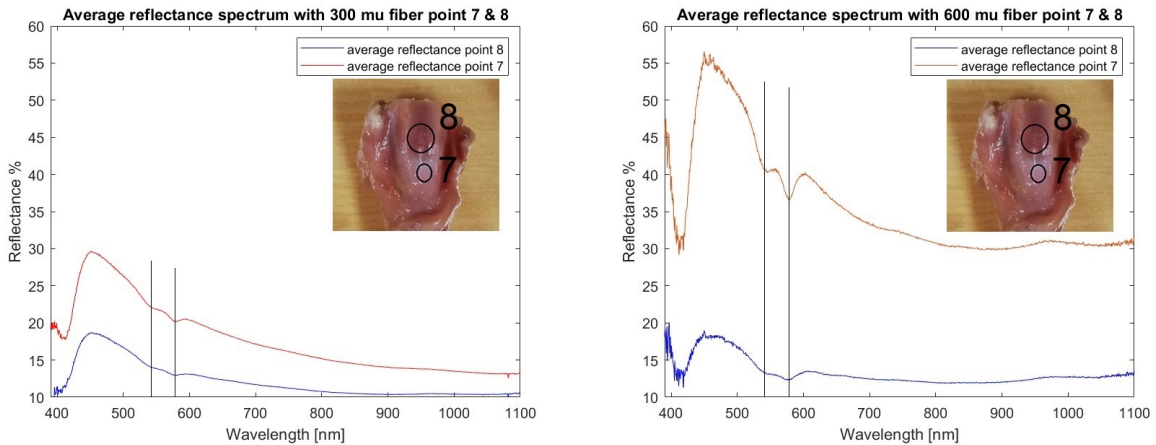 Average reflectance spectrum with 300 mu fiber point 7 & 8
60
55
50
45
40
35
30
25
20
15
10
Reflectance %
average reflectance point 8
average reflectance point 7
8
7
400 500 600 700 800 900 1000 1100
Wavelength [nm]
Average reflectance spectrum with 600 mu fiber point 7 & 8
60
55
50
45
40
35
30
25
20
15
10
Reflectance %
average reflectance point 8
average reflectance point 7
8
7
400 500 600 700 800 900 1000 1100
Wavelength [nm]